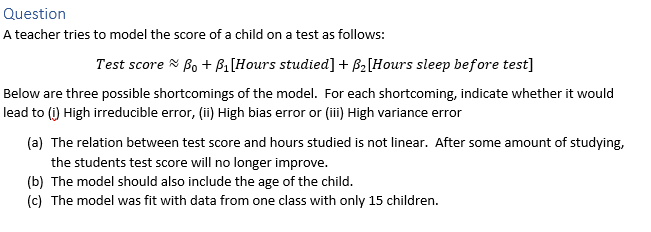 Question
A teacher tries to model the score of a child on a test as follows:
Test score ≈ β₀ + β₁[Hours studied] + β₂[Hours sleep before test]
Below are three possible shortcomings of the model.  For each shortcoming, indicate whether it would
lead to (i) High irreducible error, (ii) High bias error or (iii) High variance error
(a) The relation between test score and hours studied is not linear.  After some amount of studying,
the students test score will no longer improve.
(b) The model should also include the age of the child.
(c) The model was fit with data from one class with only 15 children.